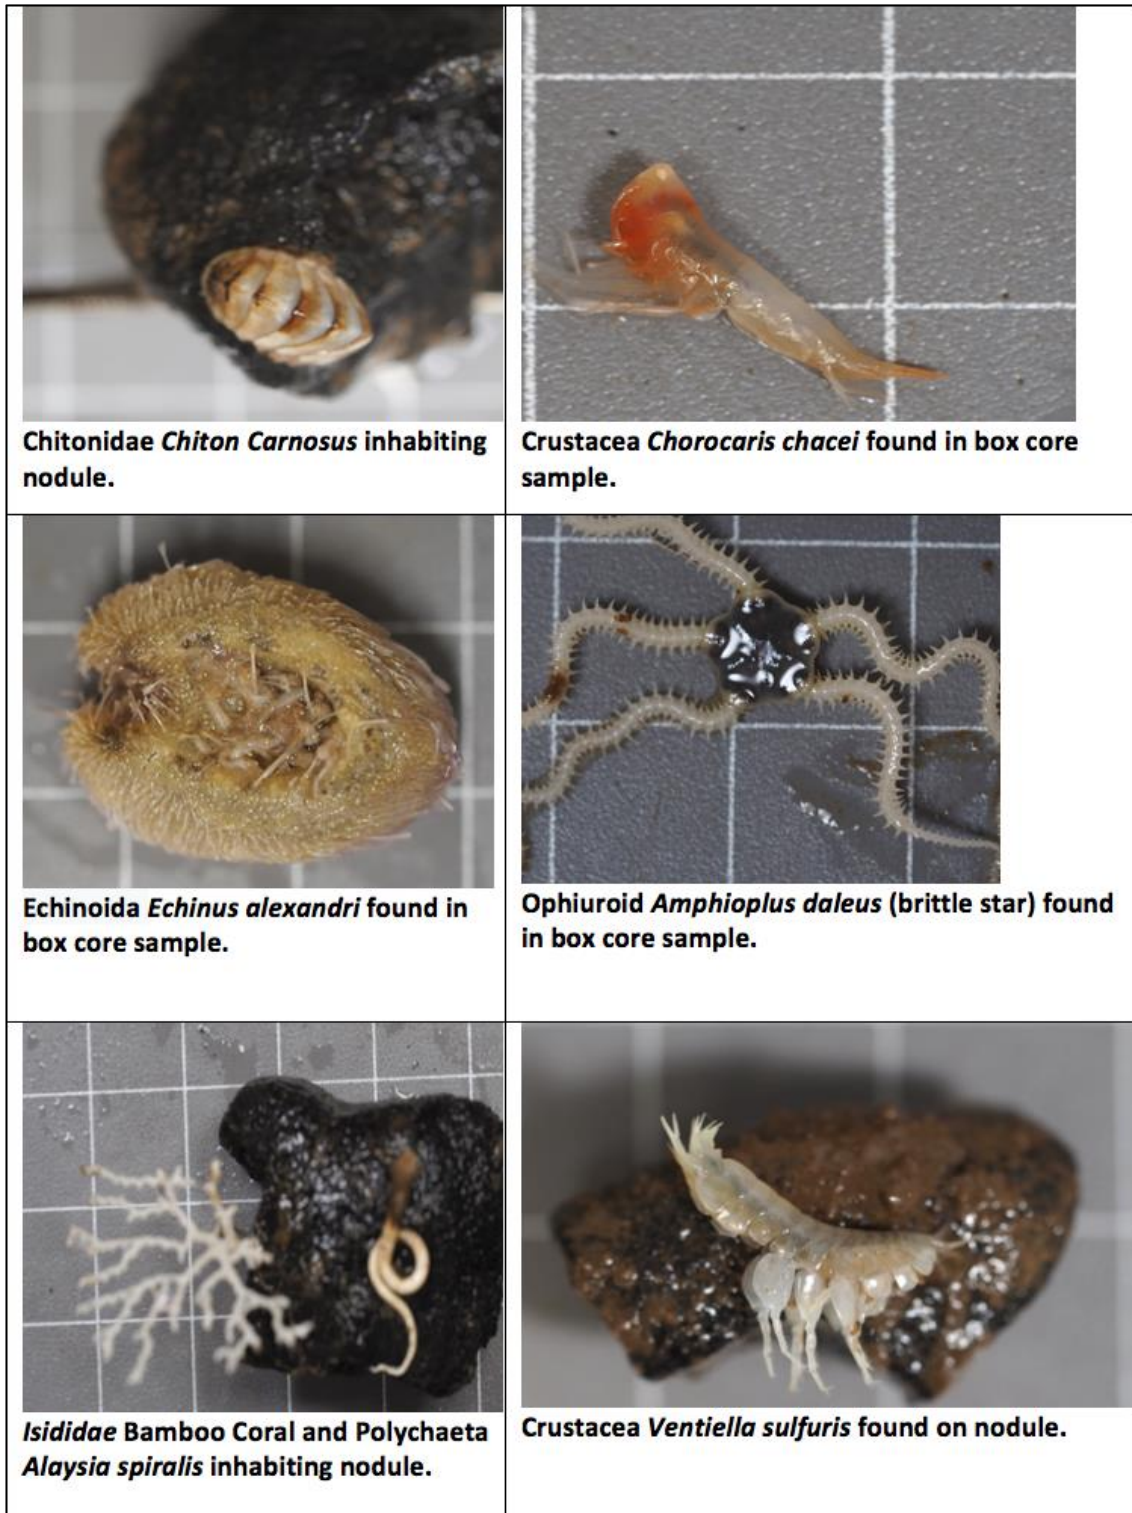 Chitonidae Chiton Carnosus inhabiting
nodule.
Crustacea Chorocaris chacei found in box core
sample.
Echinoida Echinus alexandri found in
box core sample.
Ophiuroid Amphioplus daleus (brittle star) found
in box core sample.
Isididae Bamboo Coral and Polychaeta
Alaysia spiralis inhabiting nodule.
Crustacea Ventiella sulfuris found on nodule.